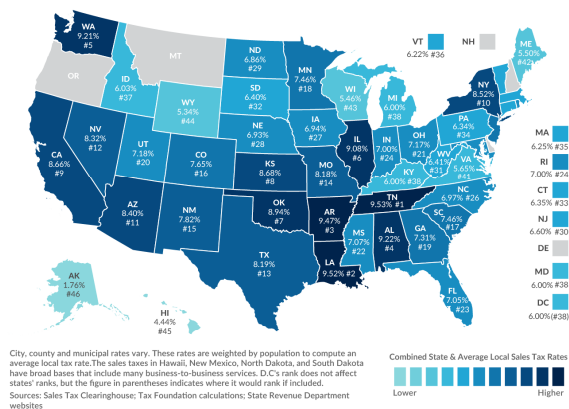 WA
9.21%
#5
MT
ND
6.86%
#29
MN
7.46%
#18
VT
6.22% #36
NH
ME
5.50%
#42
OR
ID
6.03%
#37
WY
5.34%
#44
SD
6.40%
#32
WI
5.46%
#43
MI
6.00%
#38
NY
8.52%
#10
NV
8.32%
#12
UT
7.18%
#20
CO
7.65%
#16
NE
6.93%
#28
IA
6.94%
#27
IL
9.08%
#6
IN
7.00%
#24
OH
7.17%
#21
PA
6.34%
#34
WV
6.41%
#31
VA
5.65%
#41
KY
6.00% #38
MA
6.25% #35
RI
7.00% #24
CT
6.35% #33
NJ
6.60% #30
DE
MD
6.00% #38
DC
6.00%(#38)
CA
8.66%
#9
KS
8.68%
#8
MO
8.18%
#14
TN
9.53% #1
NC
6.97% #26
AZ
8.40%
#11
NM
7.82%
#15
OK
8.94%
#7
AR
9.47%
#3
SC
7.46%
#17
MS
7.07%
#22
AL
9.22%
#4
GA
7.31%
#19
TX
8.19%
#13
LA
9.52% #2
FL
7.05%
#23
AK
1.76%
#46
HI
4.44%
#45
City, county and municipal rates vary. These rates are weighted by population to compute an
average local tax rate.The sales taxes in Hawaii, New Mexico, North Dakota, and South Dakota
have broad bases that include many business-to-business services. D.C's rank does not affect
states' ranks, but the figure in parentheses indicates where it would rank if included.
Sources: Sales Tax Clearinghouse; Tax Foundation calculations; State Revenue Department
websites
Combined State & Average Local Sales Tax Rates
Lower Higher